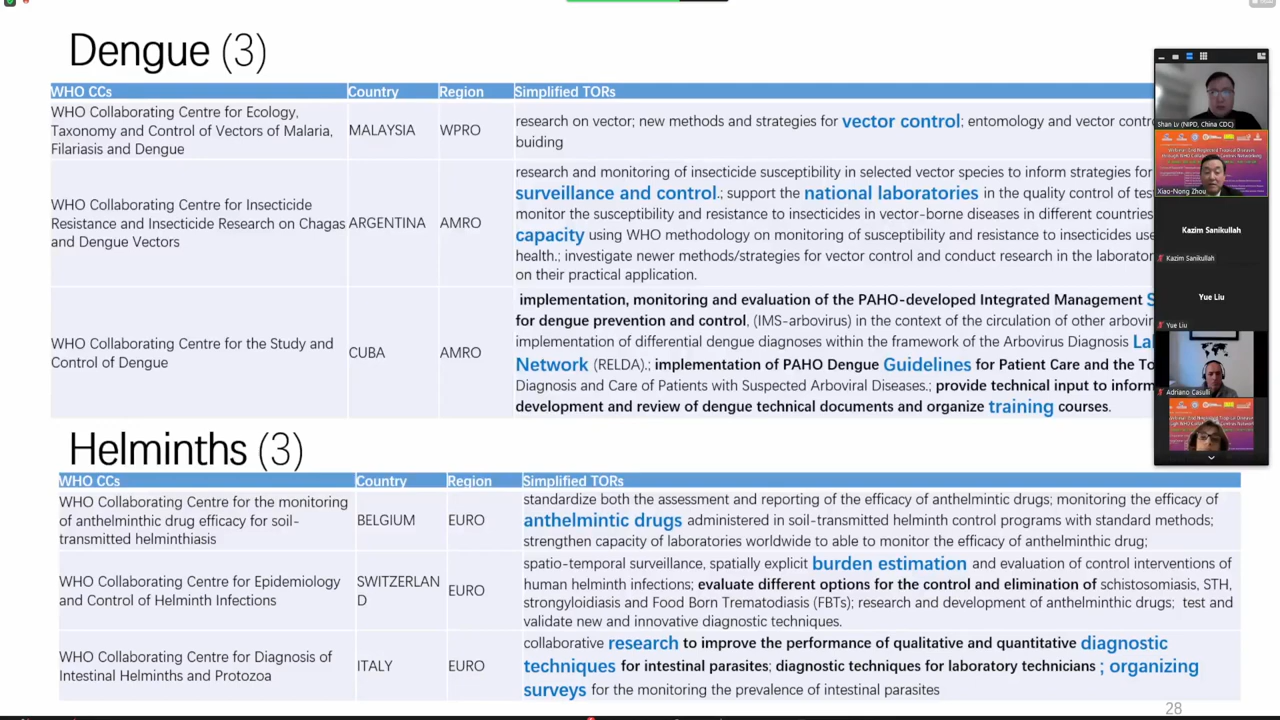 Dengue (3)
WHO CCs Country Region Simplified TORs
WHO Collaborating Centre for Ecology,
Taxonomy and Control of Vectors of Malaria,
Filariasis and Dengue
MALAYSIA
WPRO
research on vector; new methods and strategies for vector control; entomology and vector contr
buiding
WHO Collaborating Centre for Insecticide
Resistance and Insecticide Research on Chagas
and Dengue Vectors
ARGENTINA
AMRO
research and monitoring of insecticide susceptibility in selected vector species to inform strategies for
surveillance and control.; support the national laboratories in the quality control of tes
monitor the susceptibility and resistance to insecticides in vector-borne diseases in different countries
capacity using WHO methodology on monitoring of susceptibility and resistance to insecticides use
health.; investigate newer methods/strategies for vector control and conduct research in the laborator
on their practical application.
WHO Collaborating Centre for the Study and
Control of Dengue
CUBA
AMRO
implementation, monitoring and evaluation of the PAHO-developed Integrated Management S
for dengue prevention and control, (IMS-arbovirus) in the context of the circulation of other arbovir
implementation of differential dengue diagnoses within the framework of the Arbovirus Diagnosis La
Network (RELDA).; implementation of PAHO Dengue Guidelines for Patient Care and the To
Diagnosis and Care of Patients with Suspected Arboviral Diseases.; provide technical input to inform
development and review of dengue technical documents and organize training courses.
Helminths (3)
WHO CCs Country Region Simplified TORs
WHO Collaborating Centre for the monitoring
of anthelminthic drug efficacy for soil-
transmitted helminthiasis
BELGIUM
EURO
standardize both the assessment and reporting of the efficacy of anthelmintic drugs; monitoring the efficacy of
anthelmintic drugs administered in soil-transmitted helminth control programs with standard methods;
strengthen capacity of laboratories worldwide to able to monitor the efficacy of anthelmintic drug;
WHO Collaborating Centre for Epidemiology
and Control of Helminth Infections
SWITZERLAN
D
EURO
spatio-temporal surveillance, spatially explicit burden estimation and evaluation of control interventions of
human helminth infections; evaluate different options for the control and elimination of schistosomiasis, STH,
strongyloidiasis and Food Born Trematodiasis (FBTs); research and development of anthelminthic drugs; test and
validate new and innovative diagnostic techniques.
WHO Collaborating Centre for Diagnosis of
Intestinal Helminths and Protozoa
ITALY
EURO
collaborative research to improve the performance of qualitative and quantitative diagnostic
techniques for intestinal parasites; diagnostic techniques for laboratory technicians ; organizing
surveys for the monitoring the prevalence of intestinal parasites
28
Shan Lv (NIPD, China CDC)
Xiao-Nong Zhou
Kazim Sanikullah
Kazim Sanikullah
Yue Liu
Yue Liu
Adriano Casulli